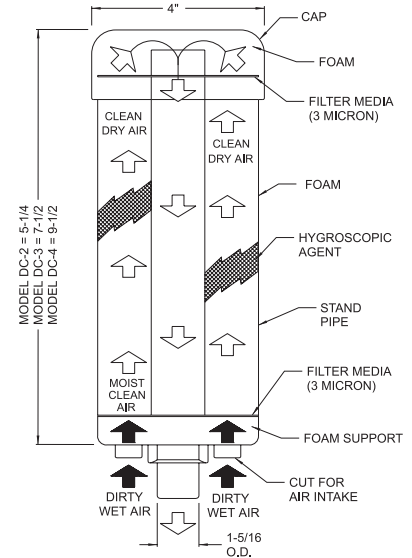 4"
CAP
FOAM
FILTER MEDIA
(3 MICRON)
CLEAN
DRY AIR
CLEAN
DRY AIR
FOAM
HYGROSCOPIC
AGENT
MODEL DC-2 = 5-1/4
MODEL DC-3 = 7-1/2
MODEL DC-4 = 9-1/2
STAND
PIPE
MOIST
CLEAN
AIR
FILTER MEDIA
(3 MICRON)
FOAM SUPPORT
CUT FOR
AIR INTAKE
DIRTY
WET AIR
DIRTY
WET AIR
1-5/16
O.D.